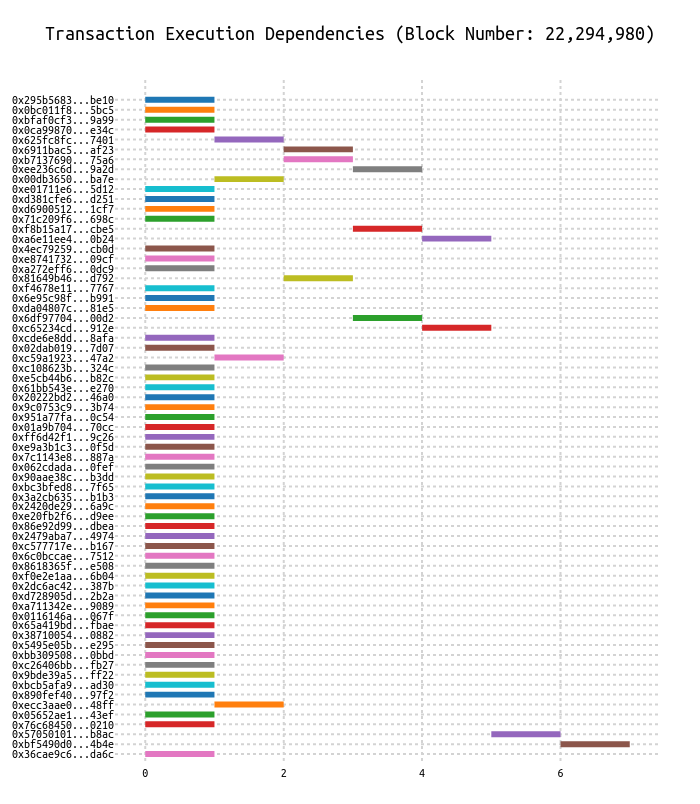 Transaction Execution Dependencies (Block Number: 22,294,980)
0x295b5683...be10
0x0bc011f8...5bc5
0xbfaf0cf3...9a99
0x0ca99870...e34c
0x625fc8fc...7401
0x6911bac5...af23
0xb7137690...75a6
0xee236c6d...9a2d
0x00db3650...ba7e
0xe01711e6...5d12
0xd381cfe6...d251
0xd6900512...1cf7
0x71c209f6...698c
0xf8b15a17...cbe5
0xa6e11ee4...0b24
0x4ec79259...cb0d
0xe8741732...09cf
0xa272eff6...0dc9
0x81649b46...d792
0xf4678e11...7767
0x6e95c98f...b991
0xda04807c...81e5
0x6df97704...00d2
0xc65234cd...912e
0xcde6e8dd...8afa
0x02dab019...7d07
0xc59a1923...47a2
0xc108623b...324c
0xe5cb44b6...b82c
0x61bb543e...e270
0x20222bd2...46a0
0x9c0753c9...3b74
0x951a77fa...0c54
0x01a9b704...70cc
0xff6d42f1...9c26
0xe9a3b1c3...0f5d
0x7c1143e8...887a
0x062cdada...0fef
0x90aae38c...b3dd
0xbc3bfed8...7f65
0x3a2cb635...b1b3
0x2420de29...6a9c
0xe20fb2f6...d9ee
0x86e92d99...dbea
0x2479aba7...4974
0xc577717e...b167
0x6c0bccae...7512
0x8618365f...e508
0xf0e2e1aa...6b04
0x2dc6ac42...387b
0xd728905d...2b2a
0xa711342e...9089
0x0116146a...067f
0x65a419bd...fbae
0x38710054...0882
0x5495e05b...e295
0xbb309508...0bbd
0xc26406bb...fb27
0x9bde39a5...ff22
0xbcb5afa9...ad30
0x890fef40...97f2
0xecc3aae0...48ff
0x05652ae1...43ef
0x76c68450...0210
0x57050101...b8ac
0xbf5490d0...4b4e
0x36cae9c6...da6c
0 2 4 6